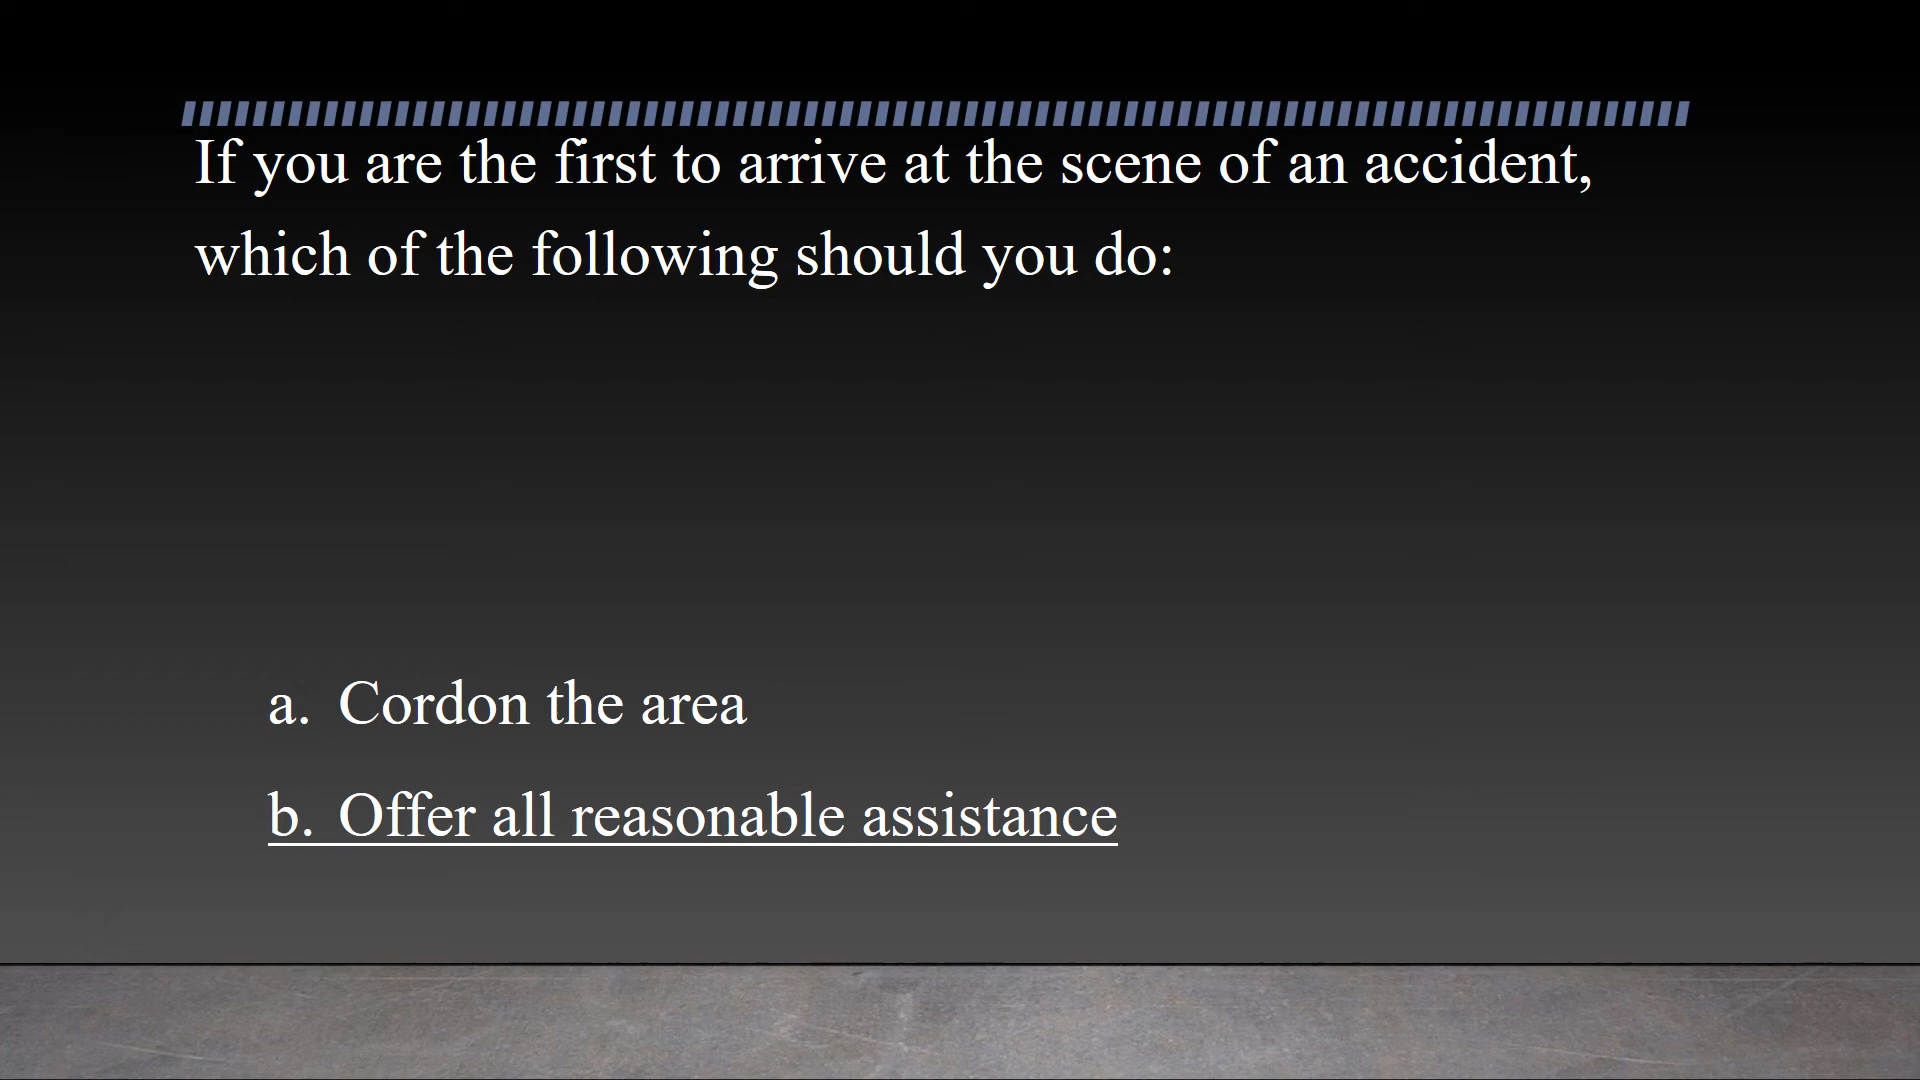 If you are the first to arrive at the scene of an accident,
which of the following should you do:
a. Cordon the area
b. Offer all reasonable assistance